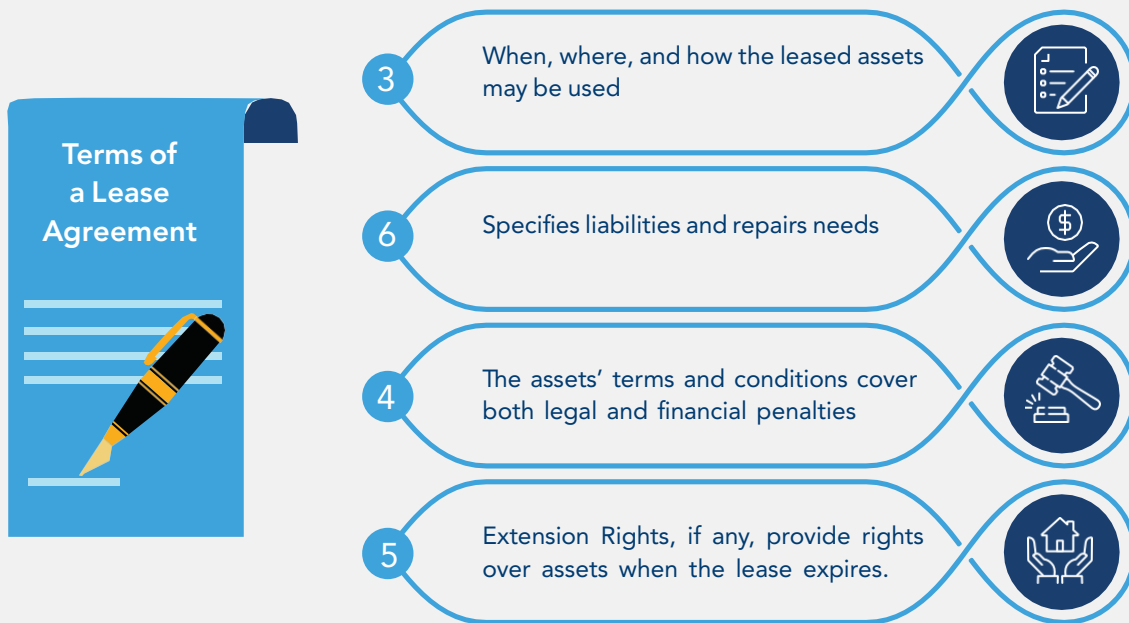 Terms of
a Lease
Agreement
3
When, where, and how the leased assets
may be used
6
Specifies liabilities and repairs needs
$
4
The assets’ terms and conditions cover
both legal and financial penalties
5
Extension Rights, if any, provide rights
over assets when the lease expires.